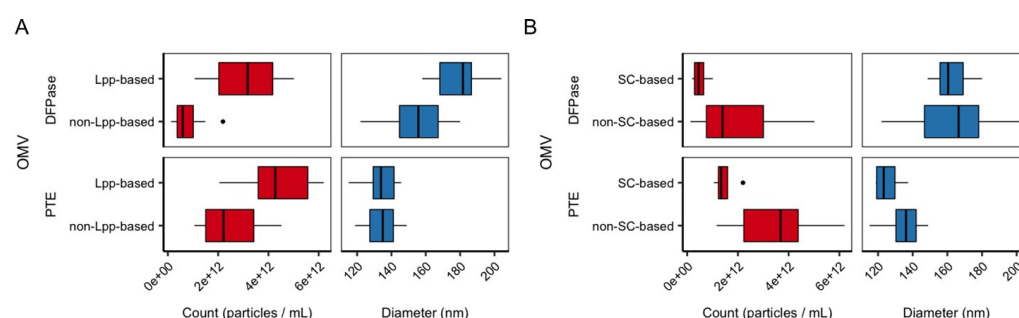 A
OMV
DFPase
Lpp-based
non-Lpp-based
PTE
Lpp-based
non-Lpp-based
0e+00
2e+12
4e+12
6e+12
Count (particles / mL)
120
140
160
180
200
Diameter (nm)
B
OMV
DFPase
SC-based
non-SC-based
PTE
SC-based
non-SC-based
0e+00
2e+12
4e+12
6e+12
Count (particles / mL)
120
140
160
180
200
Diameter (nm)